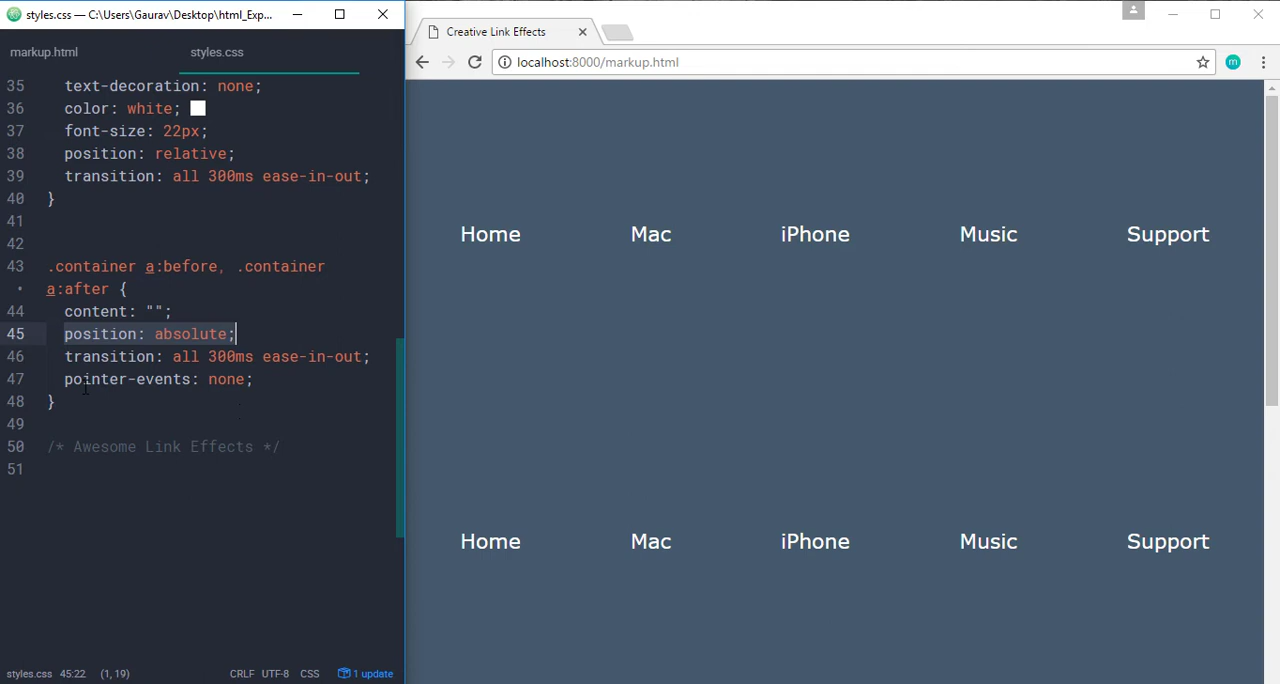 styles.css — C:\Users\Gaurav\Desktop\html_Exp...
markup.html
styles.css
35 text-decoration: none;
36 color: white;
37 font-size: 22px;
38 position: relative;
39 transition: all 300ms ease-in-out;
40 }
41
42
43 .container a:before, .container
• a:after {
44 content: "";
45 position: absolute;
46 transition: all 300ms ease-in-out;
47 pointer-events: none;
48 }
49
50 /* Awesome Link Effects */
51
styles.css 45:22 (1, 19) CRLF UTF-8 CSS 1 update
Creative Link Effects
localhost:8000/markup.html
m
Home Mac iPhone Music Support
Home Mac iPhone Music Support